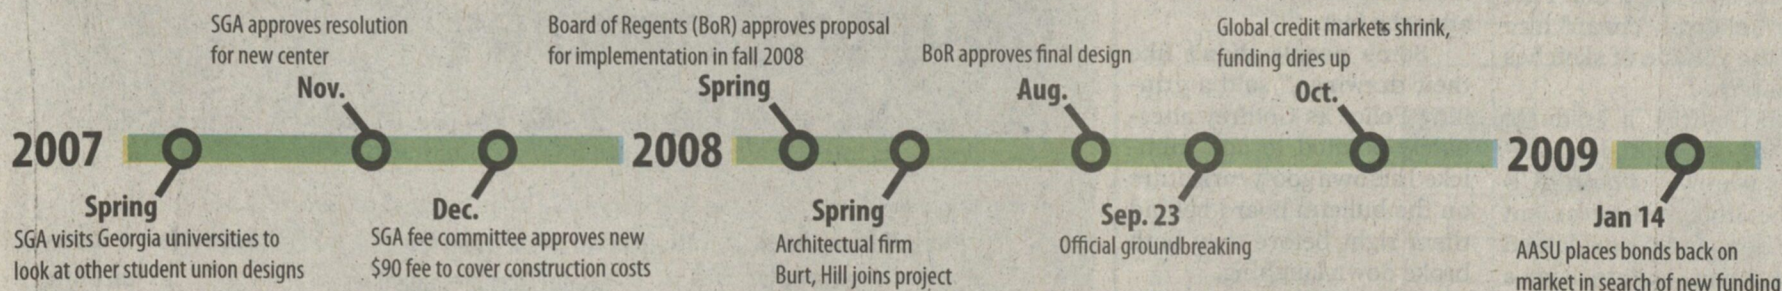 2007
Spring
SGA visits Georgia universities to
look at other student union designs
SGA approves resolution
for new center
Nov.
Dec.
SGA fee committee approves new
$90 fee to cover construction costs
2008
Board of Regents (BoR) approves proposal
for implementation in fall 2008
Spring
Spring
Architectual firm
Burt, Hill joins project
BoR approves final design
Aug.
Sep. 23
Official groundbreaking
Global credit markets shrink,
funding dries up
Oct.
2009
Jan 14
AASU places bonds back on
market in search of new funding